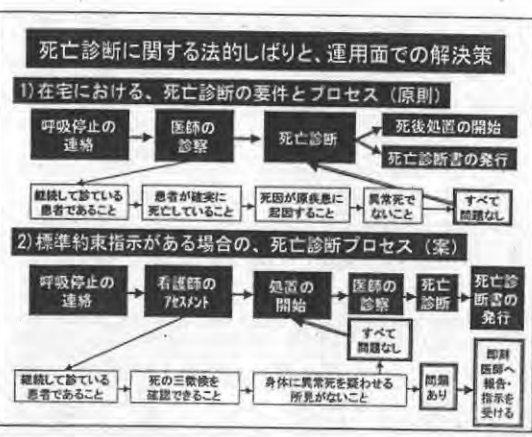 死亡診断に関する法的しばりと、運用面での解決策
1)在宅における、死亡診断の要件とプロセス(原則)
呼吸停止の
連絡
医師の
診察
死亡診断
死後処置の開始
死亡診断書の発行
継続して診ている
患者であること
患者が確実に
死亡していること
死因が原疾患に
起因すること
異常死で
ないこと
すべて
問題なし
2)標準約束指示がある場合の、死亡診断プロセス(案)
呼吸停止の
連絡
看護師の
アセスメント
処置の
開始
医師の
診察
死亡
診断
死亡診
断書の
発行
すべて
問題なし
継続して診ている
患者であること
死の三徴候を
確認できること
身体に異常死を疑わせる
所見がないこと
問題
あり
即刻
医師へ
報告・
指示を
受ける